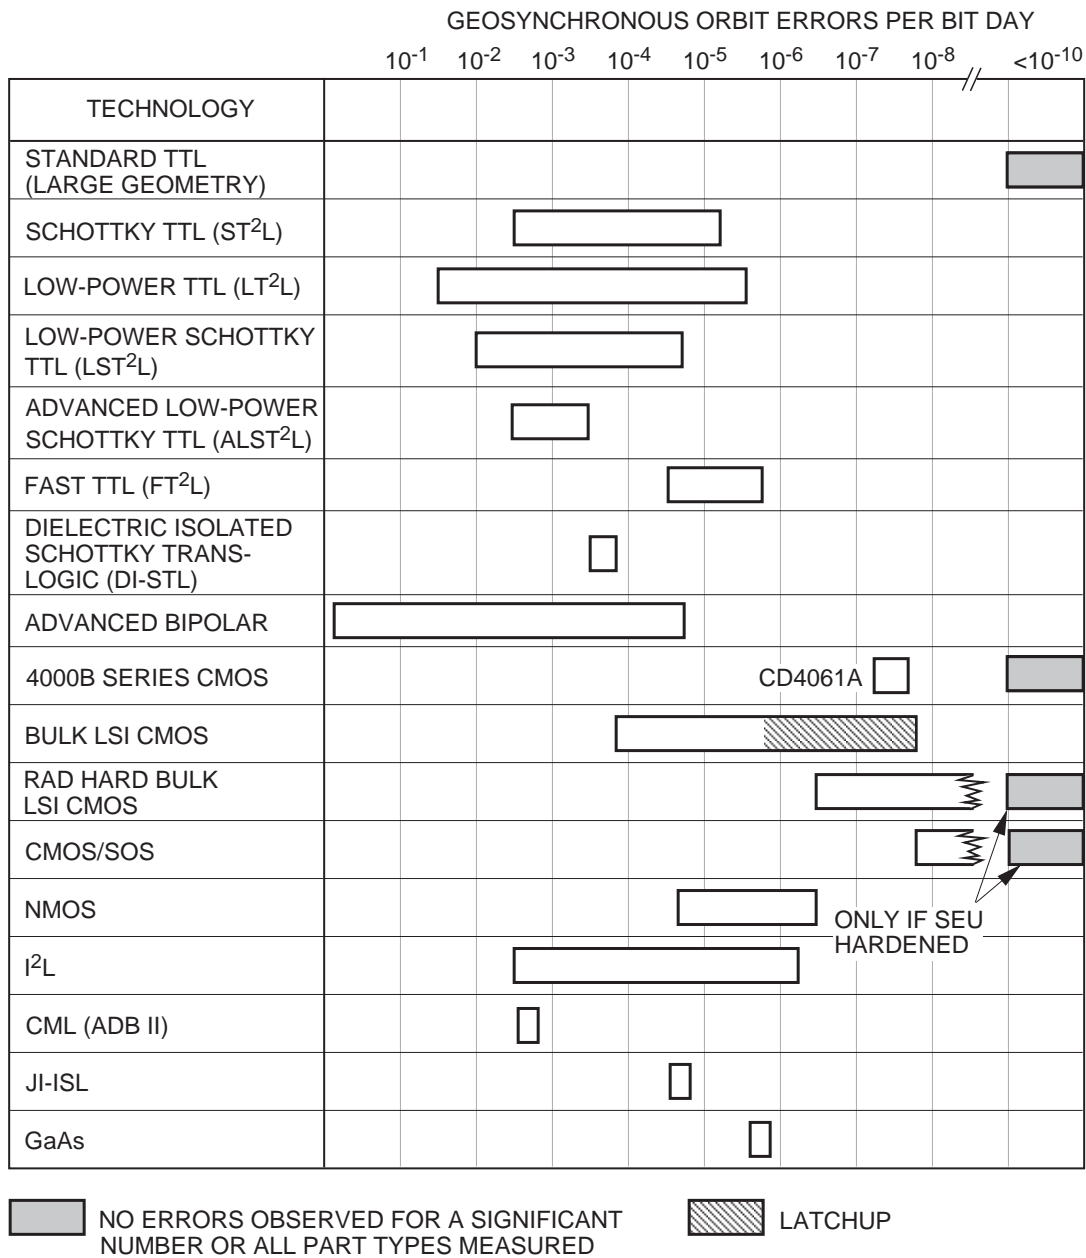 GEOSYNCHRONOUS ORBIT ERRORS PER BIT DAY
10-1 10-2 10-3 10-4 10-5 10-6 10-7 10-8 <10-10
TECHNOLOGY
STANDARD TTL
(LARGE GEOMETRY)
SCHOTTKY TTL (ST2L)
LOW-POWER TTL (LT2L)
LOW-POWER SCHOTTKY
TTL (LST2L)
ADVANCED LOW-POWER
SCHOTTKY TTL (ALST2L)
FAST TTL (FT2L)
DIELECTRIC ISOLATED
SCHOTTKY TRANS-
LOGIC (DI-STL)
ADVANCED BIPOLAR
4000B SERIES CMOS
CD4061A
BULK LSI CMOS
RAD HARD BULK
LSI CMOS
CMOS/SOS
NMOS
ONLY IF SEU
HARDENED
I2L
CML (ADB II)
JI-ISL
GaAs
NO ERRORS OBSERVED FOR A SIGNIFICANT
NUMBER OR ALL PART TYPES MEASURED
LATCHUP